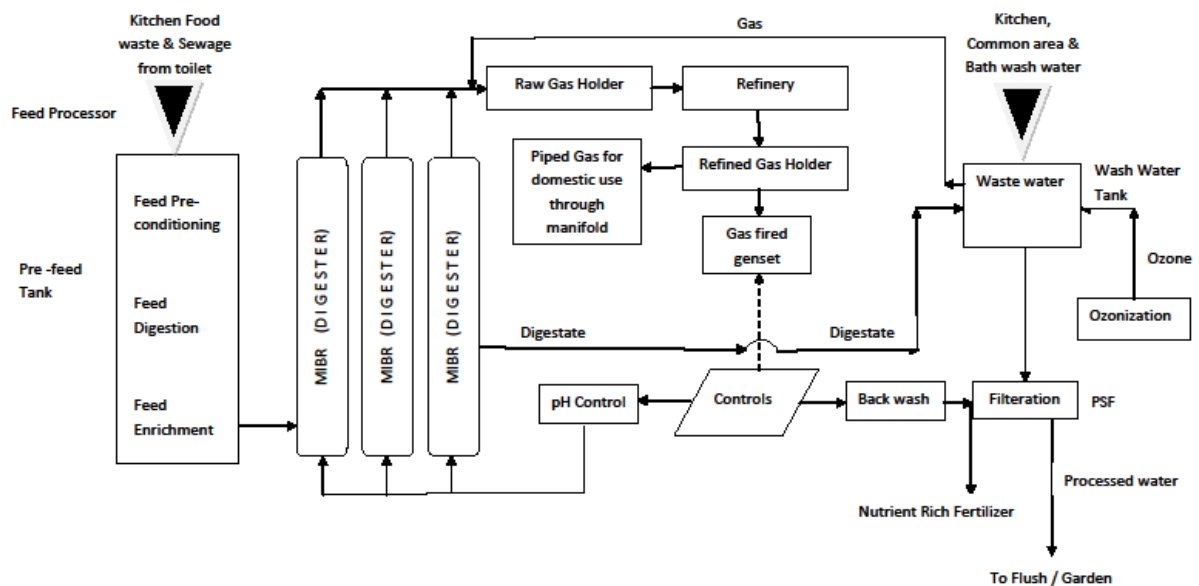 Kitchen Food
waste & Sewage
from toilet
Gas
Kitchen,
Common area &
Bath wash water
Feed Processor
Raw Gas Holder
Refinery
Piped Gas for
domestic use
through
manifold
Refined Gas Holder
Waste water
Wash Water
Tank
Feed Pre-
conditioning
Gas fired
genset
Pre -feed
Tank
Feed
Digestion
MIBR (DIGESTER)
MIBR (DIGESTER)
MIBR (DIGESTER)
Ozone
Ozonization
Digestate
Digestate
Feed
Enrichment
pH Control
Controls
Back wash
Filteration
PSF
Processed water
Nutrient Rich Fertilizer
To Flush / Garden